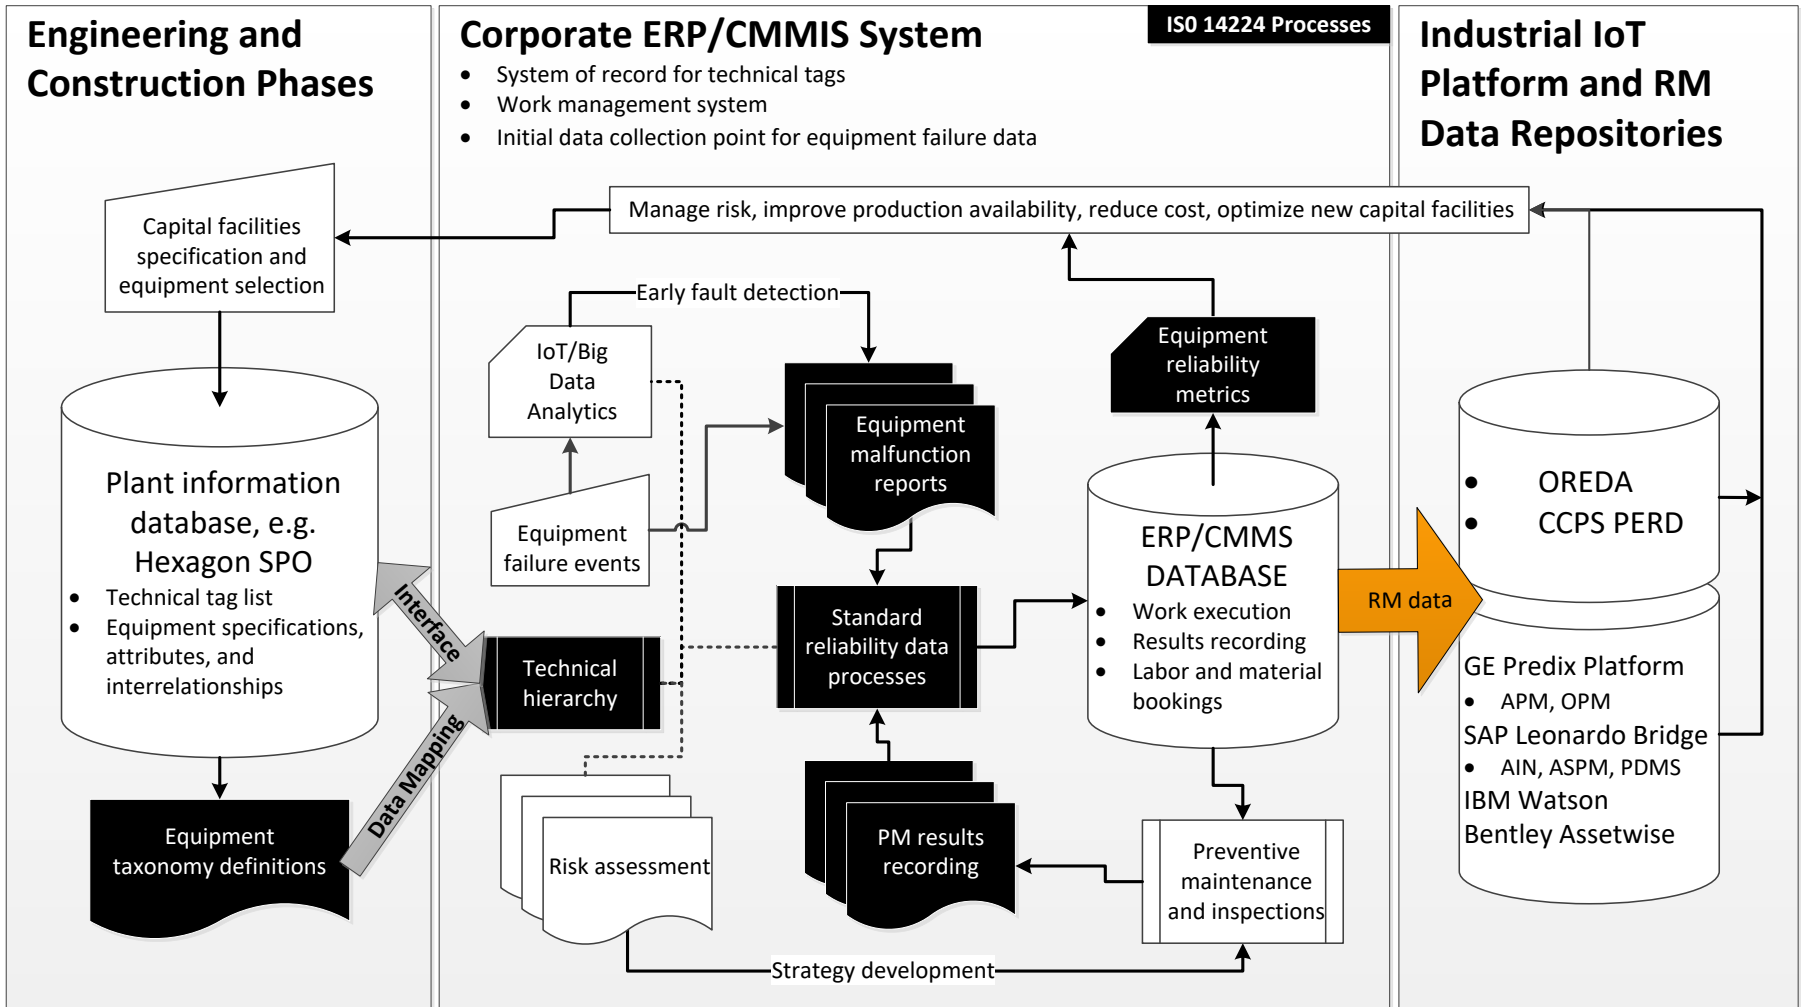 Engineering and
Construction Phases
Corporate ERP/CMMIS System
• System of record for technical tags
• Work management system
• Initial data collection point for equipment failure data
IS0 14224 Processes
Industrial IoT
Platform and RM
Data Repositories
Capital facilities
specification and
equipment selection
Manage risk, improve production availability, reduce cost, optimize new capital facilities
Early fault detection
IoT/Big
Data
Analytics
Equipment
reliability
metrics
Equipment
malfunction
reports
Plant information
database, e.g.
Hexagon SPO
• Technical tag list
• Equipment specifications,
attributes, and
interrelationships
Equipment
failure events
Interface
Data Mapping
Technical
hierarchy
Standard
reliability data
processes
ERP/CMMS
DATABASE
• Work execution
• Results recording
• Labor and material
bookings
RM data
• OREDA
• CCPS PERD
GE Predix Platform
• APM, OPM
SAP Leonardo Bridge
• AIN, ASPM, PDMS
IBM Watson
Bentley Assetwise
Equipment
taxonomy definitions
Risk assessment
PM results
recording
Preventive
maintenance
and inspections
Strategy development